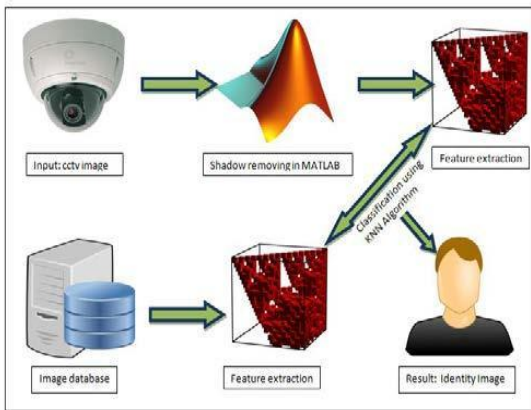 Input: cctv image
Shadow removing in MATLAB
Feature extraction
Classification using
KNN Algorithm
Image database
Feature extraction
Result: Identity Image